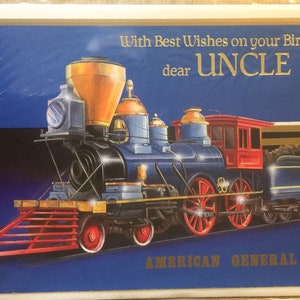 With Best Wishes on your Bir
dear UNCLE
AMERICAN GENERAL